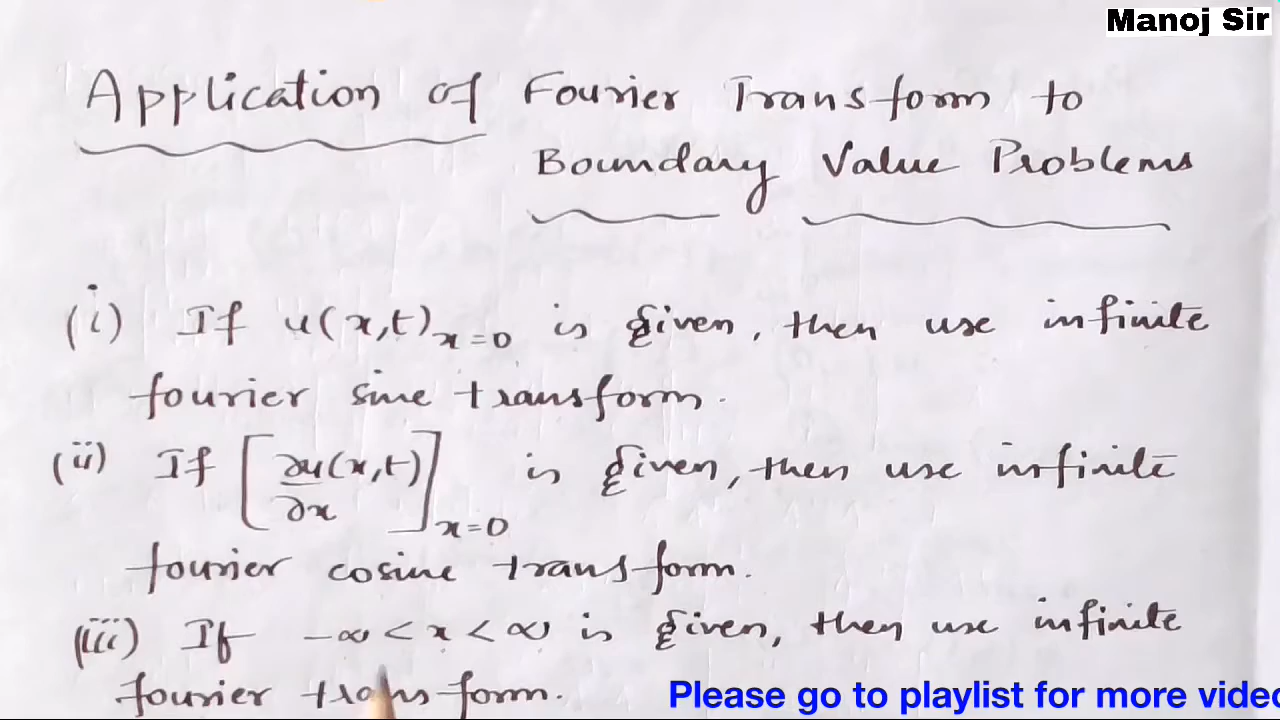 Manoj Sir
Application of Fourier Transform to
Boundary Value Problems
(i) If u(x,t)ₓ₌₀ is given, then use infinite
fourier sine transform.
(ii) If [∂u(x,t)/∂x]ₓ₌₀ is given, then use infinite
fourier cosine transform.
(iii) If -∞ < x < ∞ is given, then use infinite
fourier transform.
Please go to playlist for more video